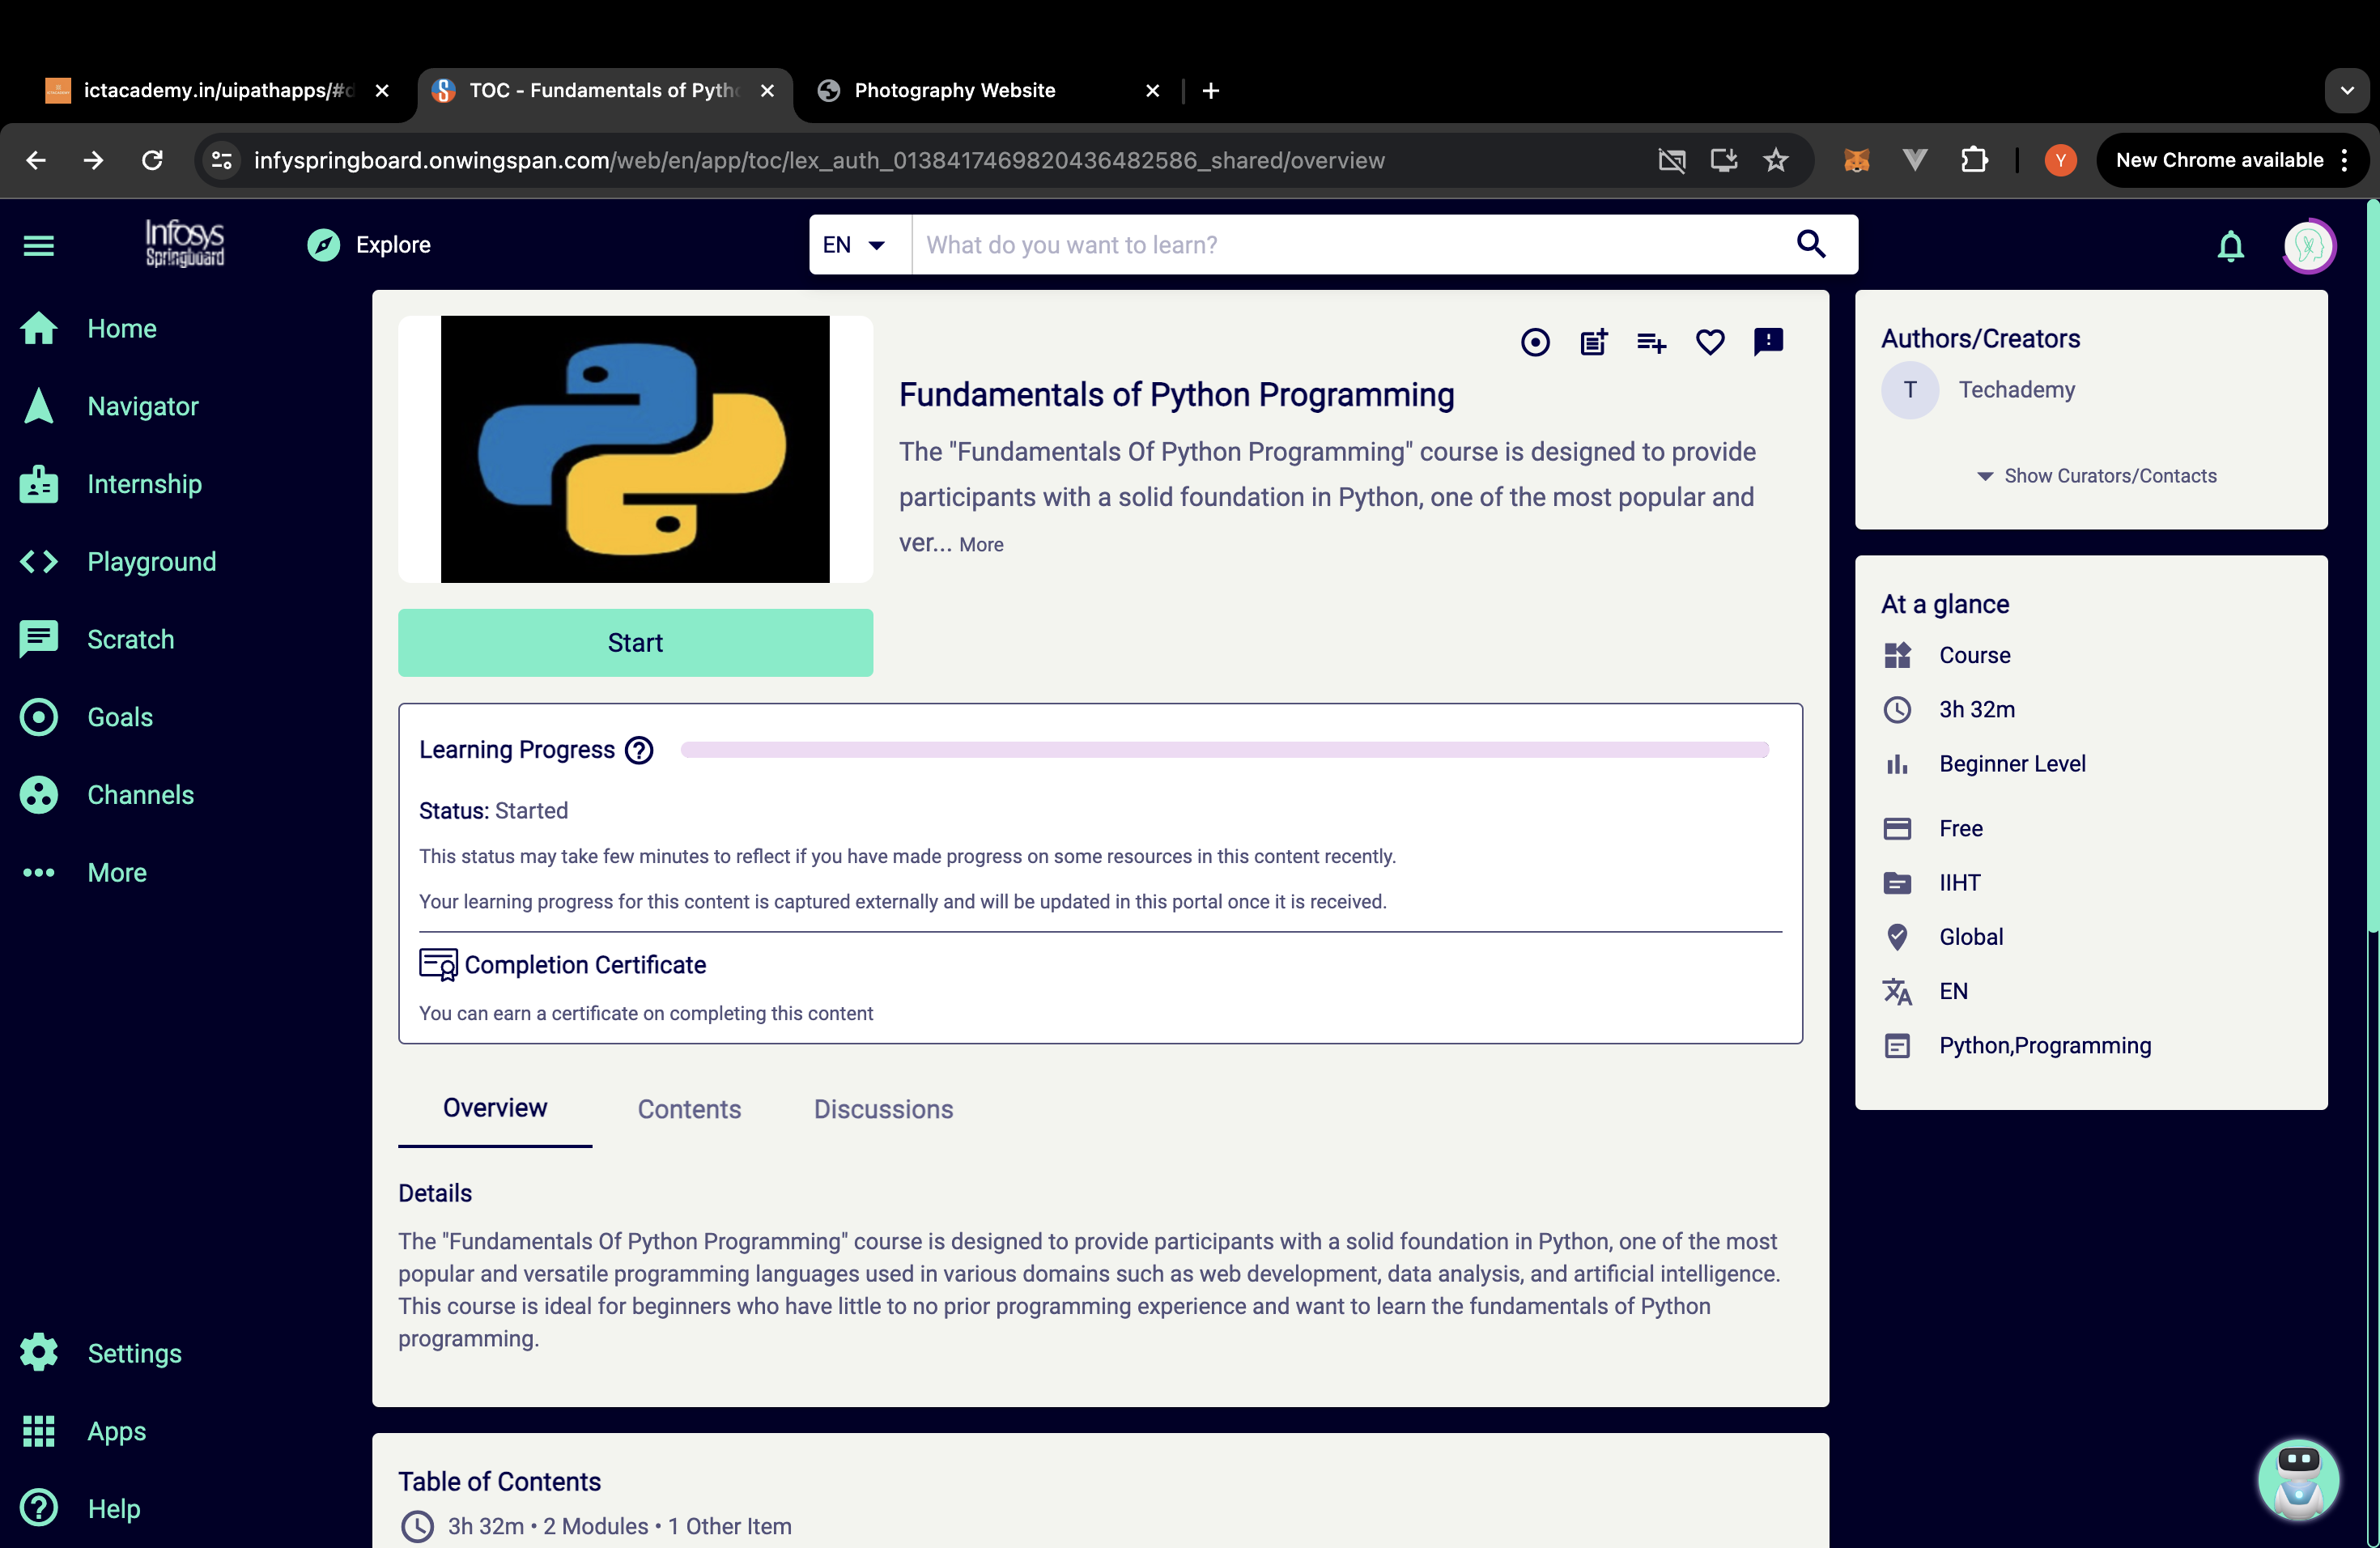 ictacademy.in/uipathapps/#d
TOC - Fundamentals of Pytho
Photography Website
infyspringboard.onwingspan.com/web/en/app/toc/lex_auth_0138417469820436482586_shared/overview
Y
New Chrome available
Infosys
Springboard
Explore
EN
What do you want to learn?
Home
Navigator
Internship
Playground
Scratch
Goals
Channels
More
Settings
Apps
Help
Fundamentals of Python Programming
The "Fundamentals Of Python Programming" course is designed to provide
participants with a solid foundation in Python, one of the most popular and
ver... More
Start
Learning Progress
Status: Started
This status may take few minutes to reflect if you have made progress on some resources in this content recently.
Your learning progress for this content is captured externally and will be updated in this portal once it is received.
Completion Certificate
You can earn a certificate on completing this content
Overview
Contents
Discussions
Details
The "Fundamentals Of Python Programming" course is designed to provide participants with a solid foundation in Python, one of the most
popular and versatile programming languages used in various domains such as web development, data analysis, and artificial intelligence.
This course is ideal for beginners who have little to no prior programming experience and want to learn the fundamentals of Python
programming.
Table of Contents
3h 32m • 2 Modules • 1 Other Item
Authors/Creators
T
Techademy
Show Curators/Contacts
At a glance
Course
3h 32m
Beginner Level
Free
IIHT
Global
EN
Python,Programming